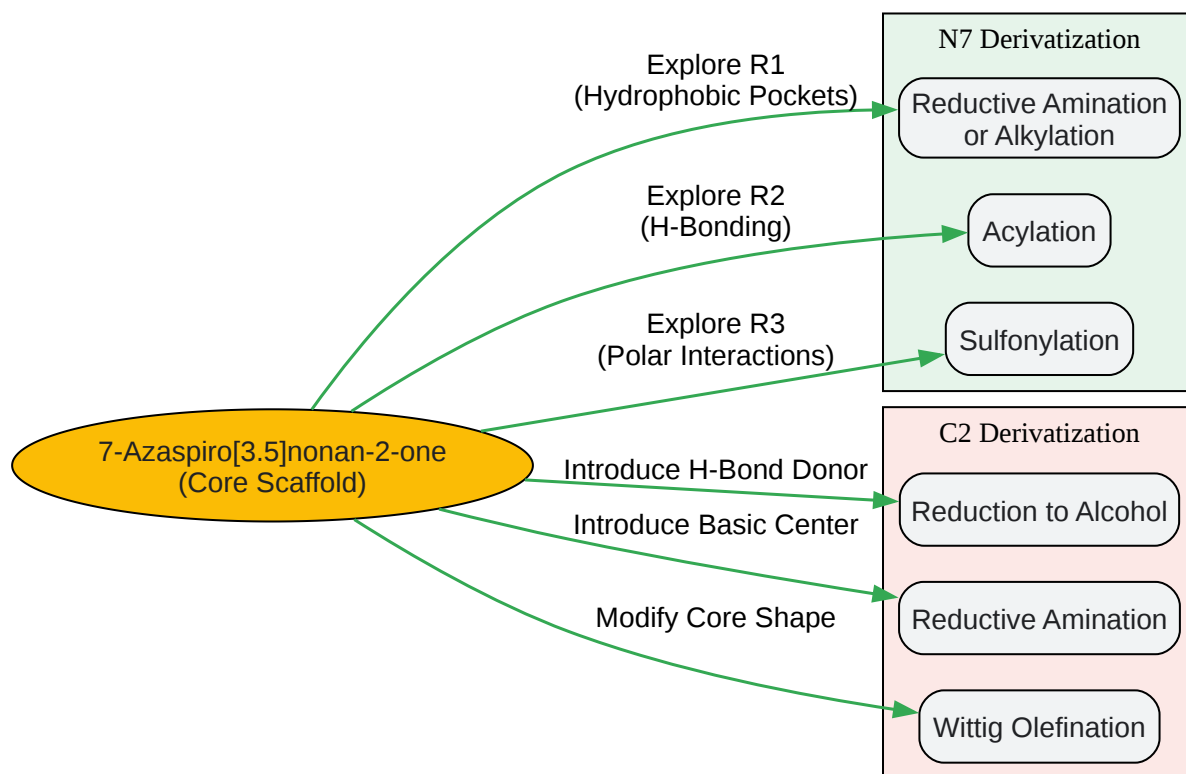 N7 Derivatization
Explore R1
(Hydrophobic Pockets)
Reductive Amination
or Alkylation
Explore R2
(H-Bonding)
Acylation
Explore R3
(Polar Interactions)
Sulfonylation
7-Azaspiro[3.5]nonan-2-one
(Core Scaffold)
C2 Derivatization
Introduce H-Bond Donor
Reduction to Alcohol
Introduce Basic Center
Reductive Amination
Modify Core Shape
Wittig Olefination